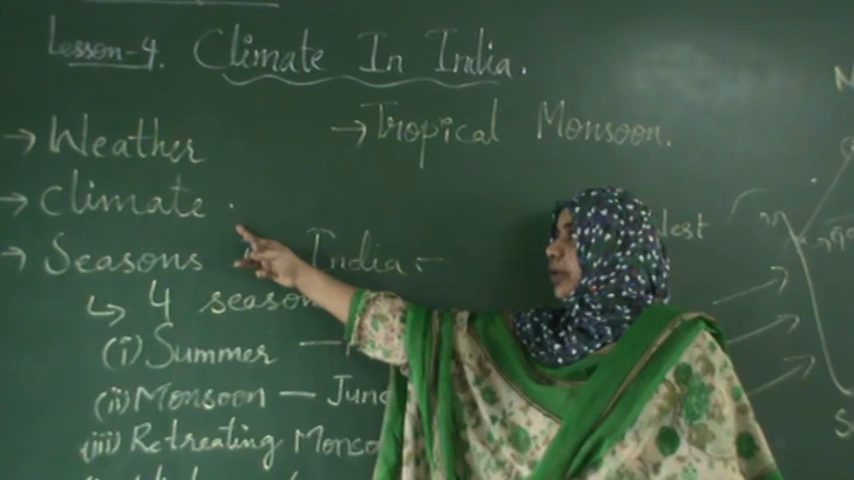 Lesson-4. Climate In India.
→ Weather
→ Tropical Monsoon.
→ Climate.
→ Seasons India:-
↳ 4 season
(i) Summer —
(ii) Monsoon — June
(iii) Retreating Monso